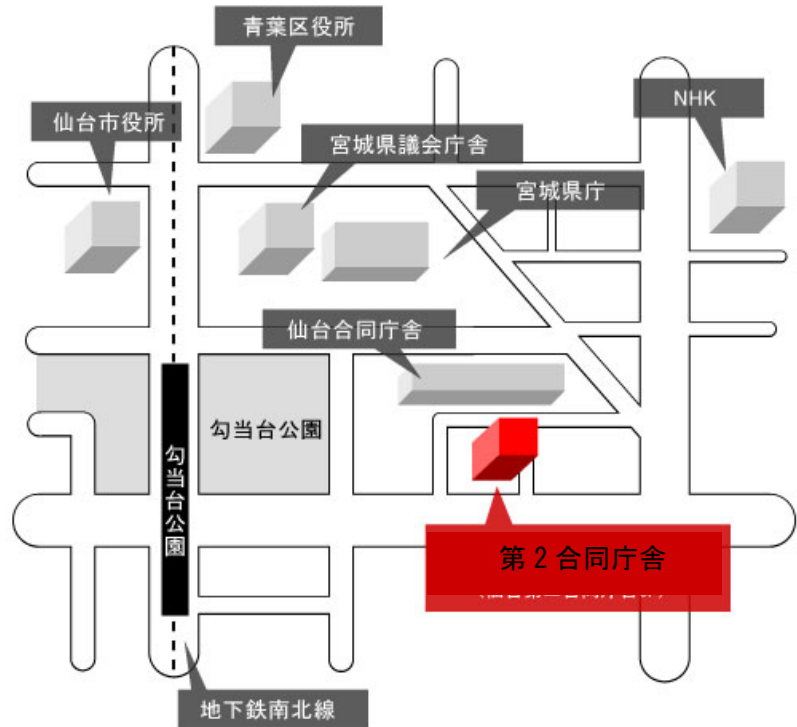 青葉区役所
NHK
仙台市役所
宮城県議会庁舎
宮城県庁
仙台合同庁舎
勾当台公園
勾当台公園
第2合同庁舎
地下鉄南北線